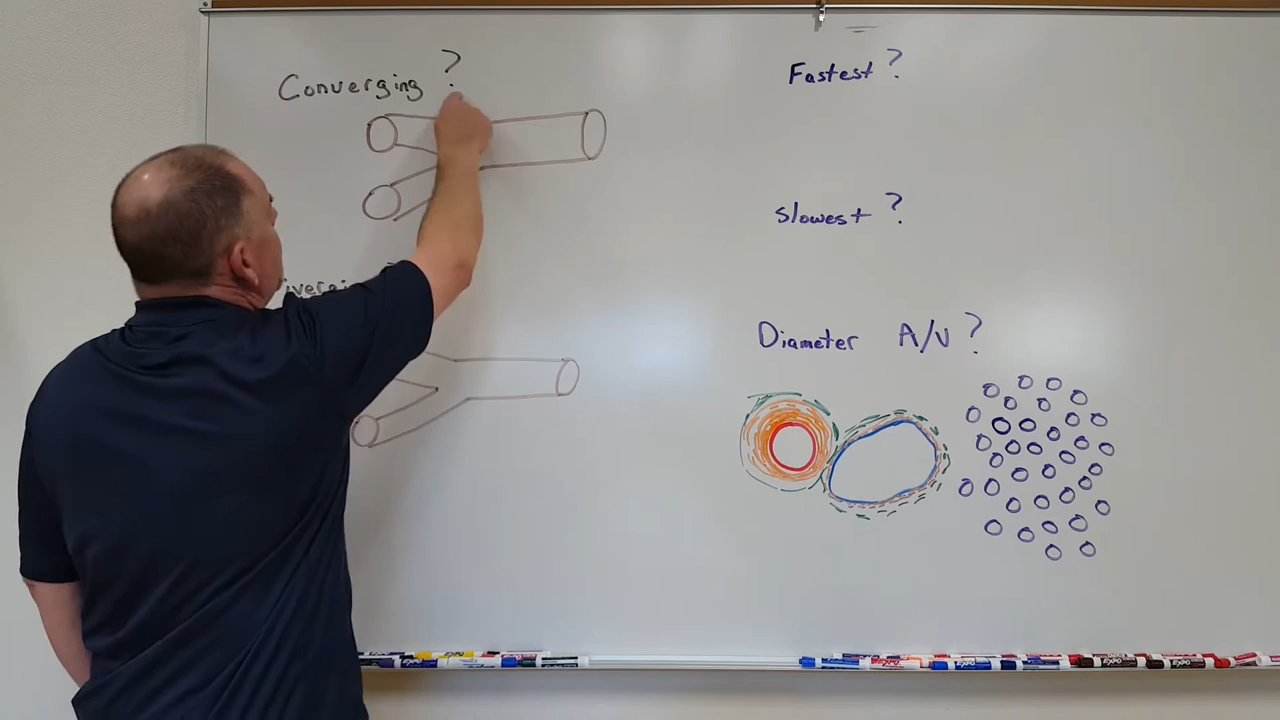 Converging ?
Fastest ?
Slowest ?
Diameter A/V ?